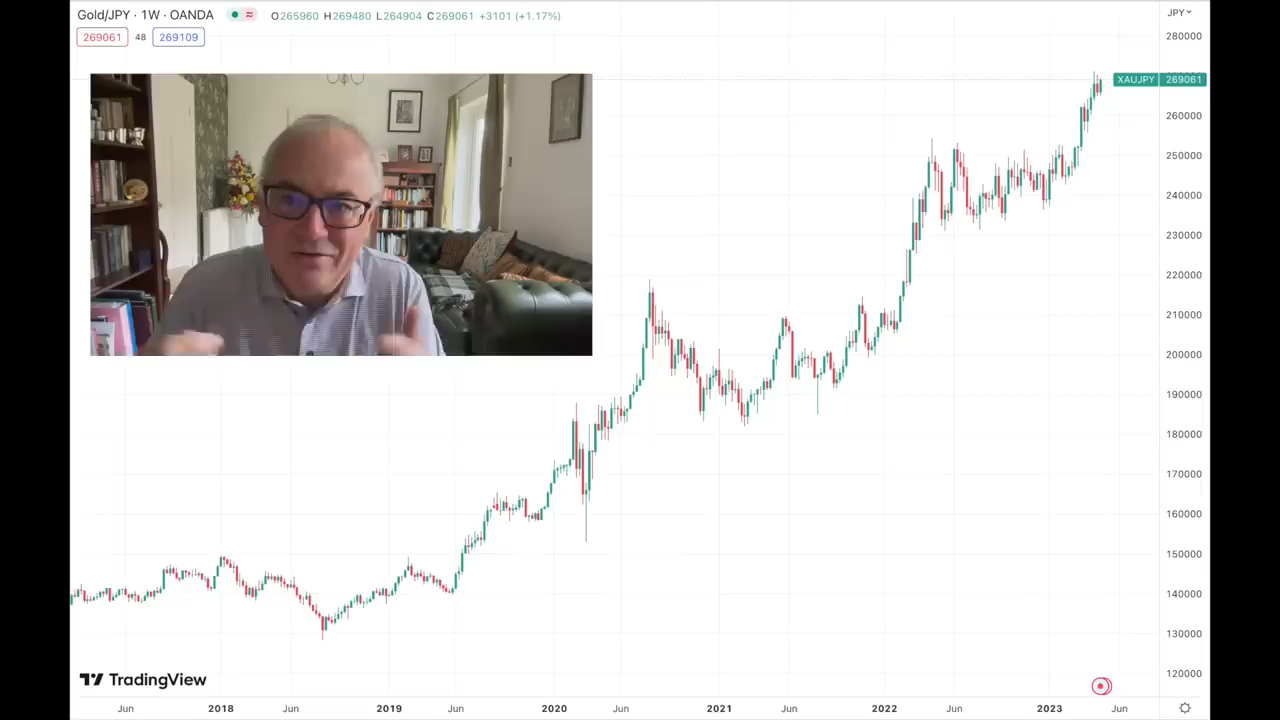 Gold/JPY · 1W · OANDA
O265960 H269480 L264904 C269061 +3101 (+1.17%)
269061 48 269109
JPY
280000
XAUJPY 269061
260000
250000
240000
230000
220000
210000
200000
190000
180000
170000
160000
150000
140000
130000
120000
TradingView
Jun 2018 Jun 2019 Jun 2020 Jun 2021 Jun 2022 Jun 2023 Jun